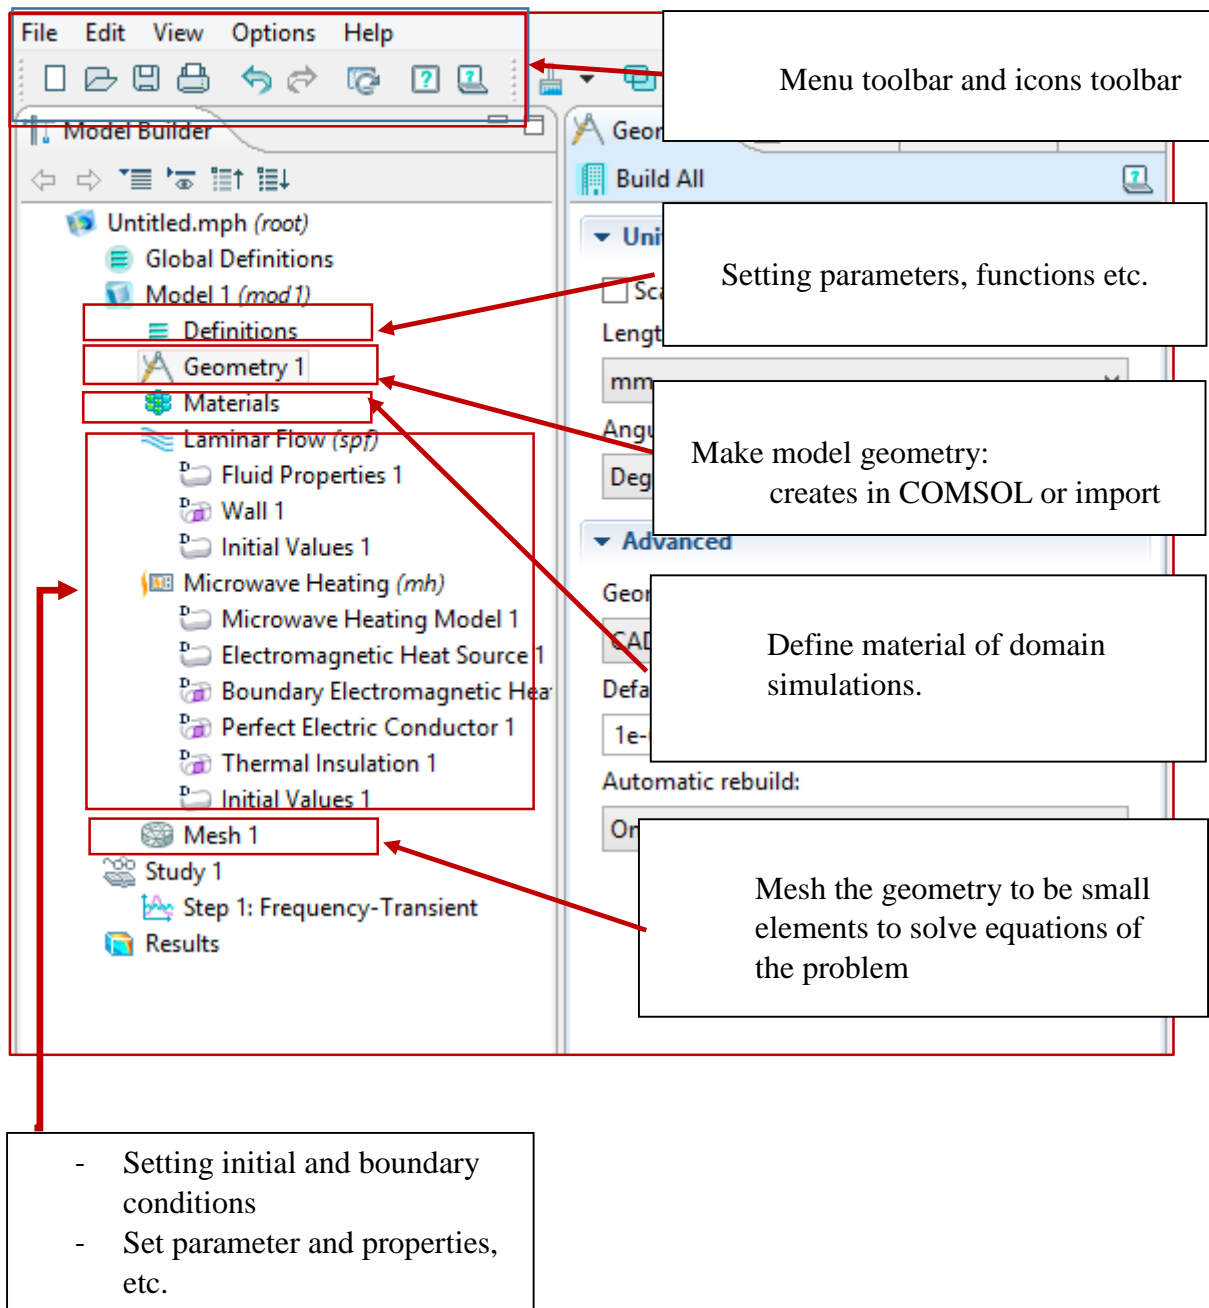 File Edit View Options Help
Menu toolbar and icons toolbar
Model Builder
Build All
Untitled.mph (root)
Global Definitions
Model 1 (mod1)
Definitions
Geometry 1
Materials
Laminar Flow (spf)
Fluid Properties 1
Wall 1
Initial Values 1
Microwave Heating (mh)
Microwave Heating Model 1
Electromagnetic Heat Source 1
Boundary Electromagnetic Hea
Perfect Electric Conductor 1
Thermal Insulation 1
Initial Values 1
Mesh 1
Study 1
Step 1: Frequency-Transient
Results
Geor
Uni
Sca
Lengt
mm
Angu
Deg
Advanced
Geor
CAD
Defa
1e-
Automatic rebuild:
On
Setting parameters, functions etc.
Make model geometry:
creates in COMSOL or import
Define material of domain
simulations.
Mesh the geometry to be small
elements to solve equations of
the problem
- Setting initial and boundary
conditions
- Set parameter and properties,
etc.